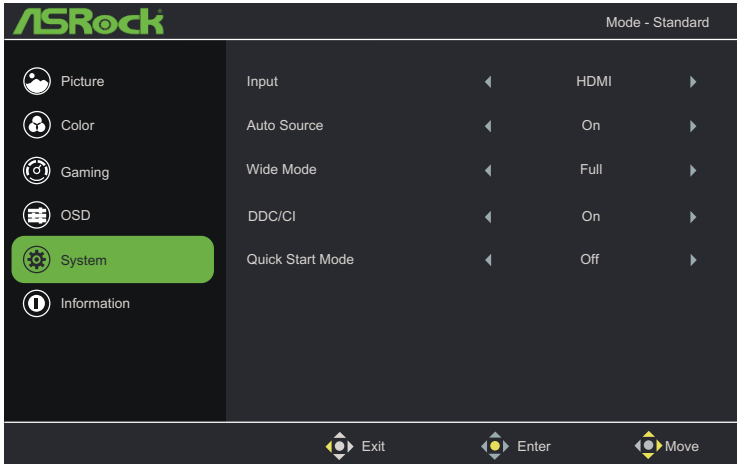 ASRock
Mode - Standard
Picture
Input HDMI
Color
Auto Source On
Gaming
Wide Mode Full
OSD
DDC/CI On
System
Quick Start Mode Off
Information
Exit Enter Move